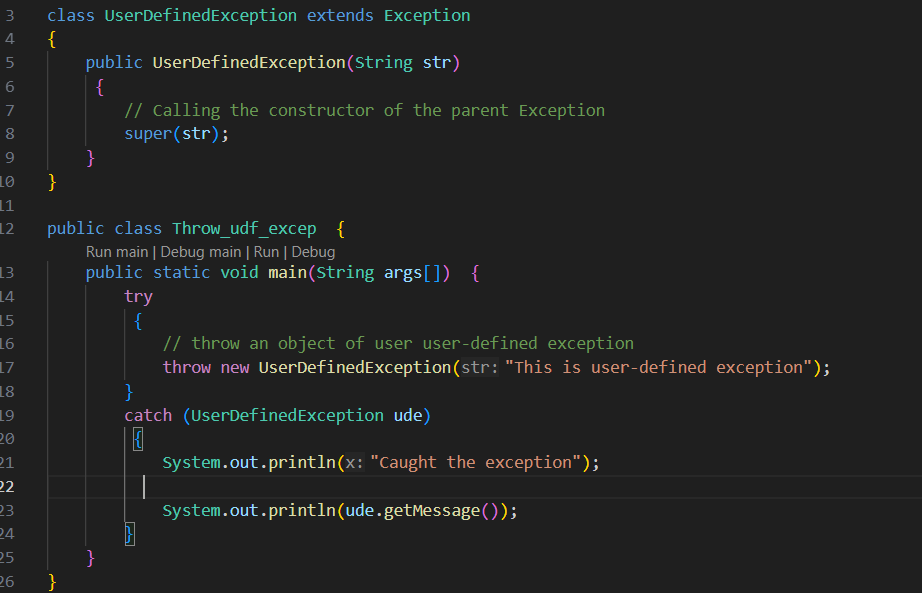 3 class UserDefinedException extends Exception
4 {
5 public UserDefinedException(String str)
6 {
7 // Calling the constructor of the parent Exception
8 super(str);
9 }
10 }
11
12 public class Throw_udf_excep {
Run main | Debug main | Run | Debug
13 public static void main(String args[]) {
14 try
15 {
16 // throw an object of user user-defined exception
17 throw new UserDefinedException(str: "This is user-defined exception");
18 }
19 catch (UserDefinedException ude)
20 {
21 System.out.println(x: "Caught the exception");
22
23 System.out.println(ude.getMessage());
24 }
25 }
26 }